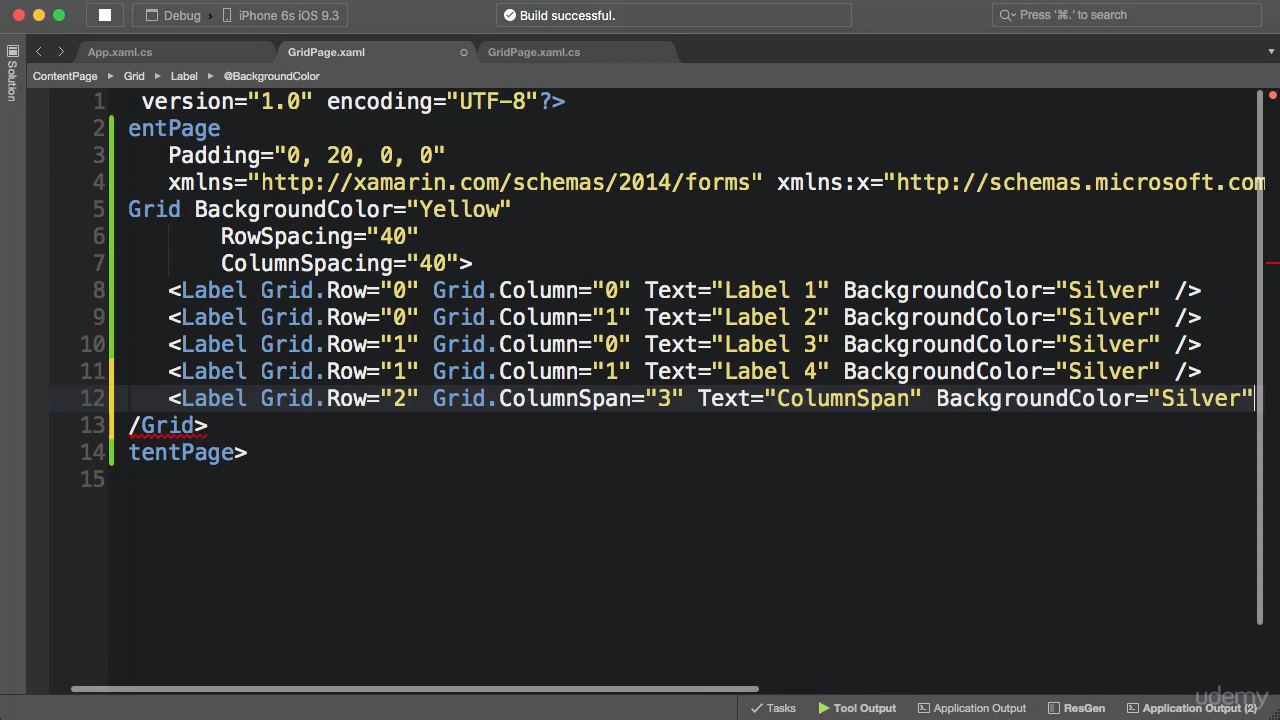 Debug
iPhone 6s iOS 9.3
Build successful.
Press '⌘.' to search
Solution
App.xaml.cs
GridPage.xaml
GridPage.xaml.cs
ContentPage ▸ Grid ▸ Label ▸ @BackgroundColor
1 version="1.0" encoding="UTF-8"?>
2 entPage
3 Padding="0, 20, 0, 0"
4 xmlns="http://xamarin.com/schemas/2014/forms" xmlns:x="http://schemas.microsoft.com
5 Grid BackgroundColor="Yellow"
6 RowSpacing="40"
7 ColumnSpacing="40">
8 <Label Grid.Row="0" Grid.Column="0" Text="Label 1" BackgroundColor="Silver" />
9 <Label Grid.Row="0" Grid.Column="1" Text="Label 2" BackgroundColor="Silver" />
10 <Label Grid.Row="1" Grid.Column="0" Text="Label 3" BackgroundColor="Silver" />
11 <Label Grid.Row="1" Grid.Column="1" Text="Label 4" BackgroundColor="Silver" />
12 <Label Grid.Row="2" Grid.ColumnSpan="3" Text="ColumnSpan" BackgroundColor="Silver"
13 /Grid>
14 tentPage>
15
udemy
Tasks
Tool Output
Application Output
ResGen
Application Output (2)